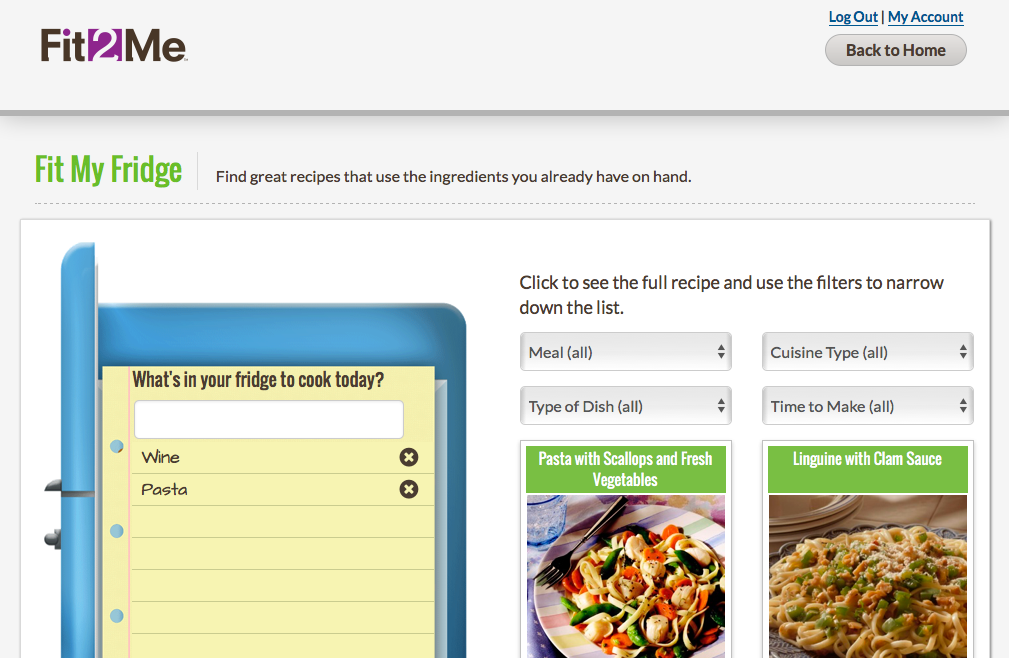 Log Out | My Account
Fit2Me
Back to Home
Fit My Fridge
Find great recipes that use the ingredients you already have on hand.
What's in your fridge to cook today?
Wine
Pasta
Click to see the full recipe and use the filters to narrow
down the list.
Meal (all)
Cuisine Type (all)
Type of Dish (all)
Time to Make (all)
Pasta with Scallops and Fresh
Vegetables
Linguine with Clam Sauce